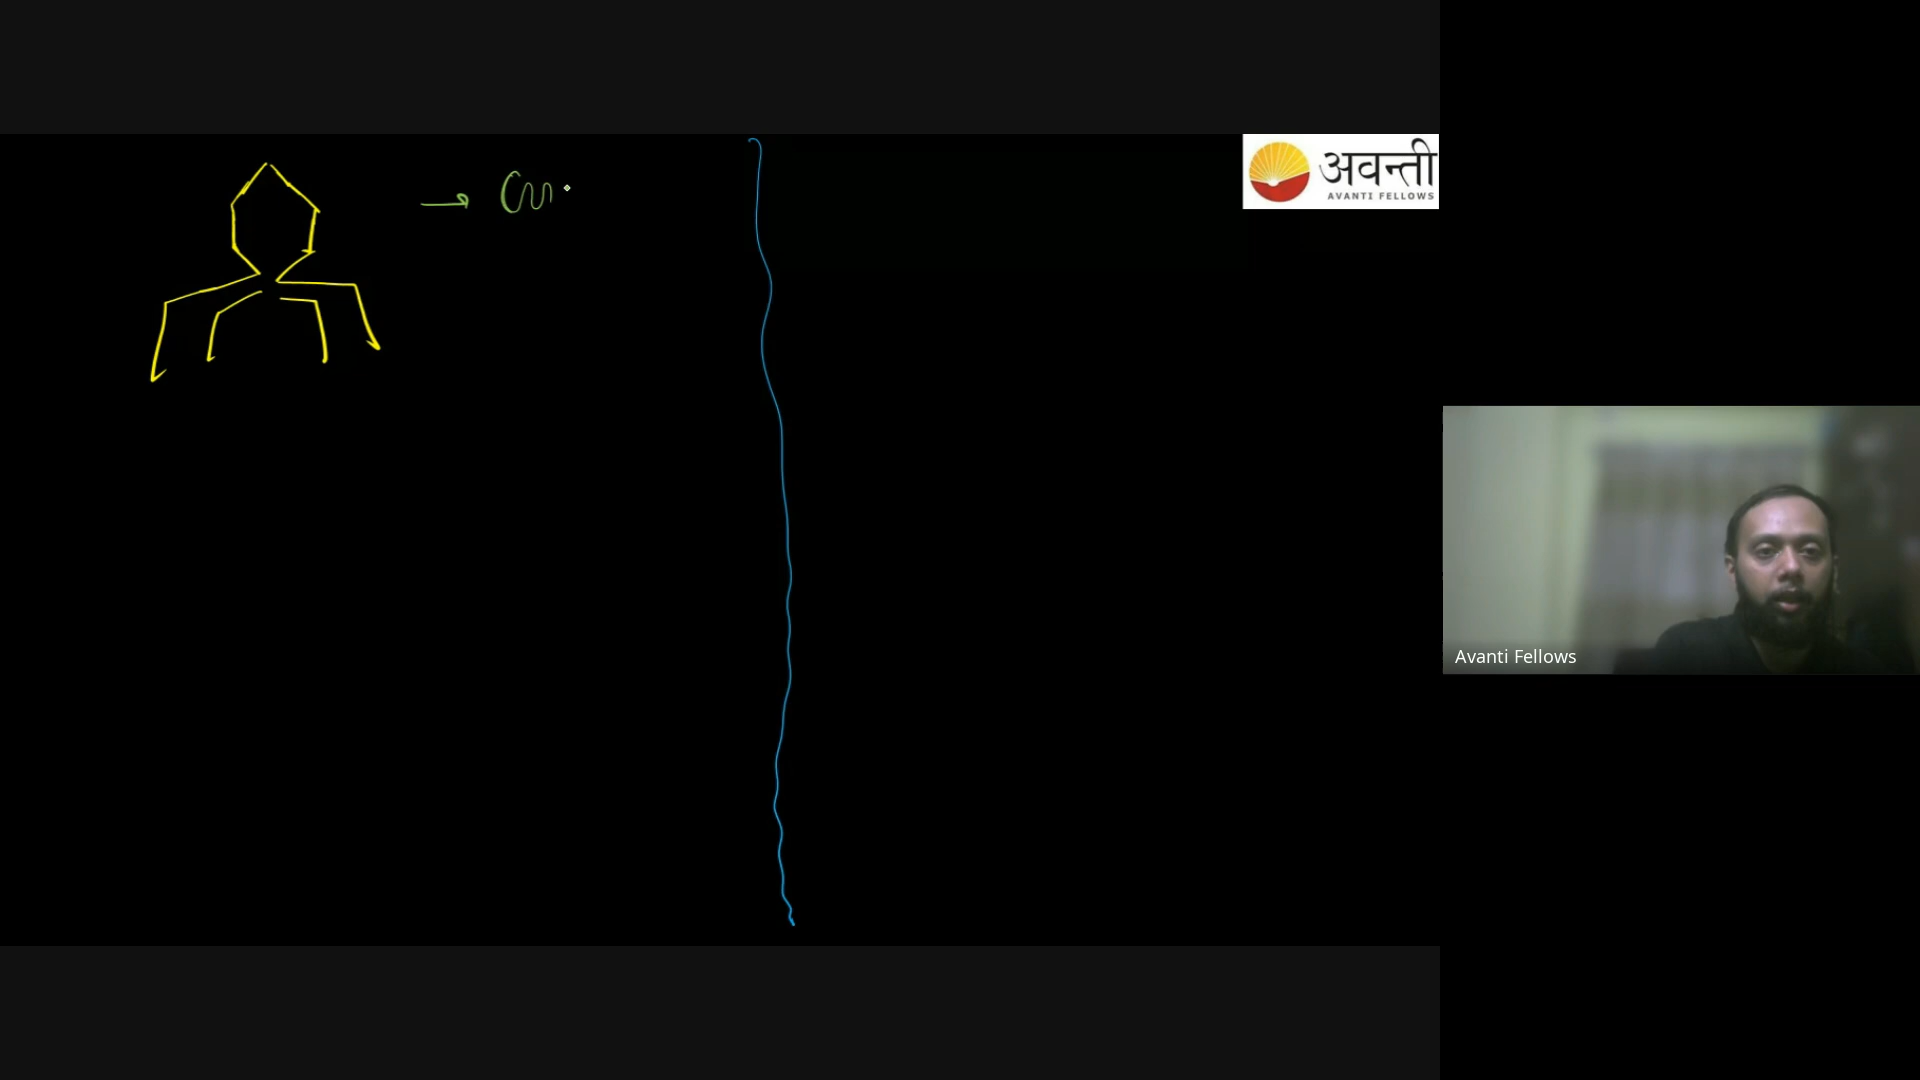 अवन्ती
AVANTI FELLOWS
Avanti Fellows